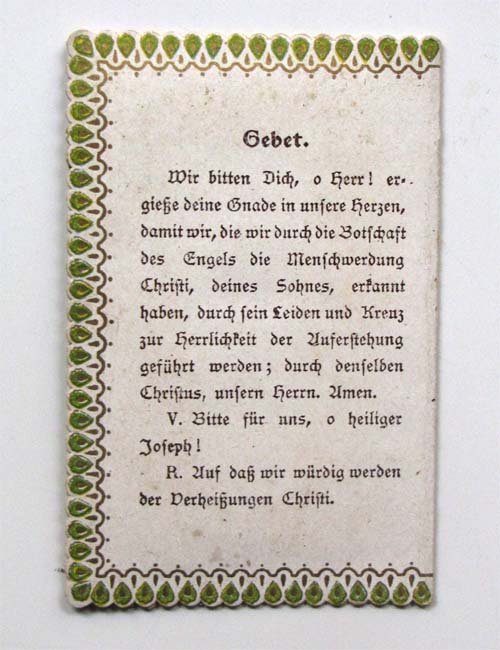 Gebet.
Wir bitten Dich, o Herr! er-
gieße deine Gnade in unsere Herzen,
damit wir, die wir durch die Botschaft
des Engels die Menschwerdung
Christi, deines Sohnes, erkannt
haben, durch sein Leiden und Kreuz
zur Herrlichkeit der Auferstehung
geführt werden; durch denselben
Christus, unsern Herrn. Amen.
V. Bitte für uns, o heiliger
Joseph!
R. Auf daß wir würdig werden
der Verheißungen Christi.